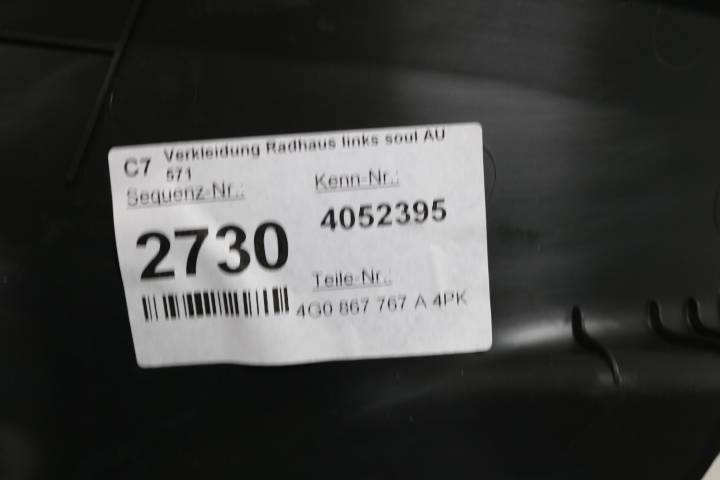 C7 Verkleidung Radhaus links soul AU
571
Sequenz-Nr.:
Kenn-Nr.:
2730
4052395
Teile-Nr.:
4G0 867 767 A 4PK